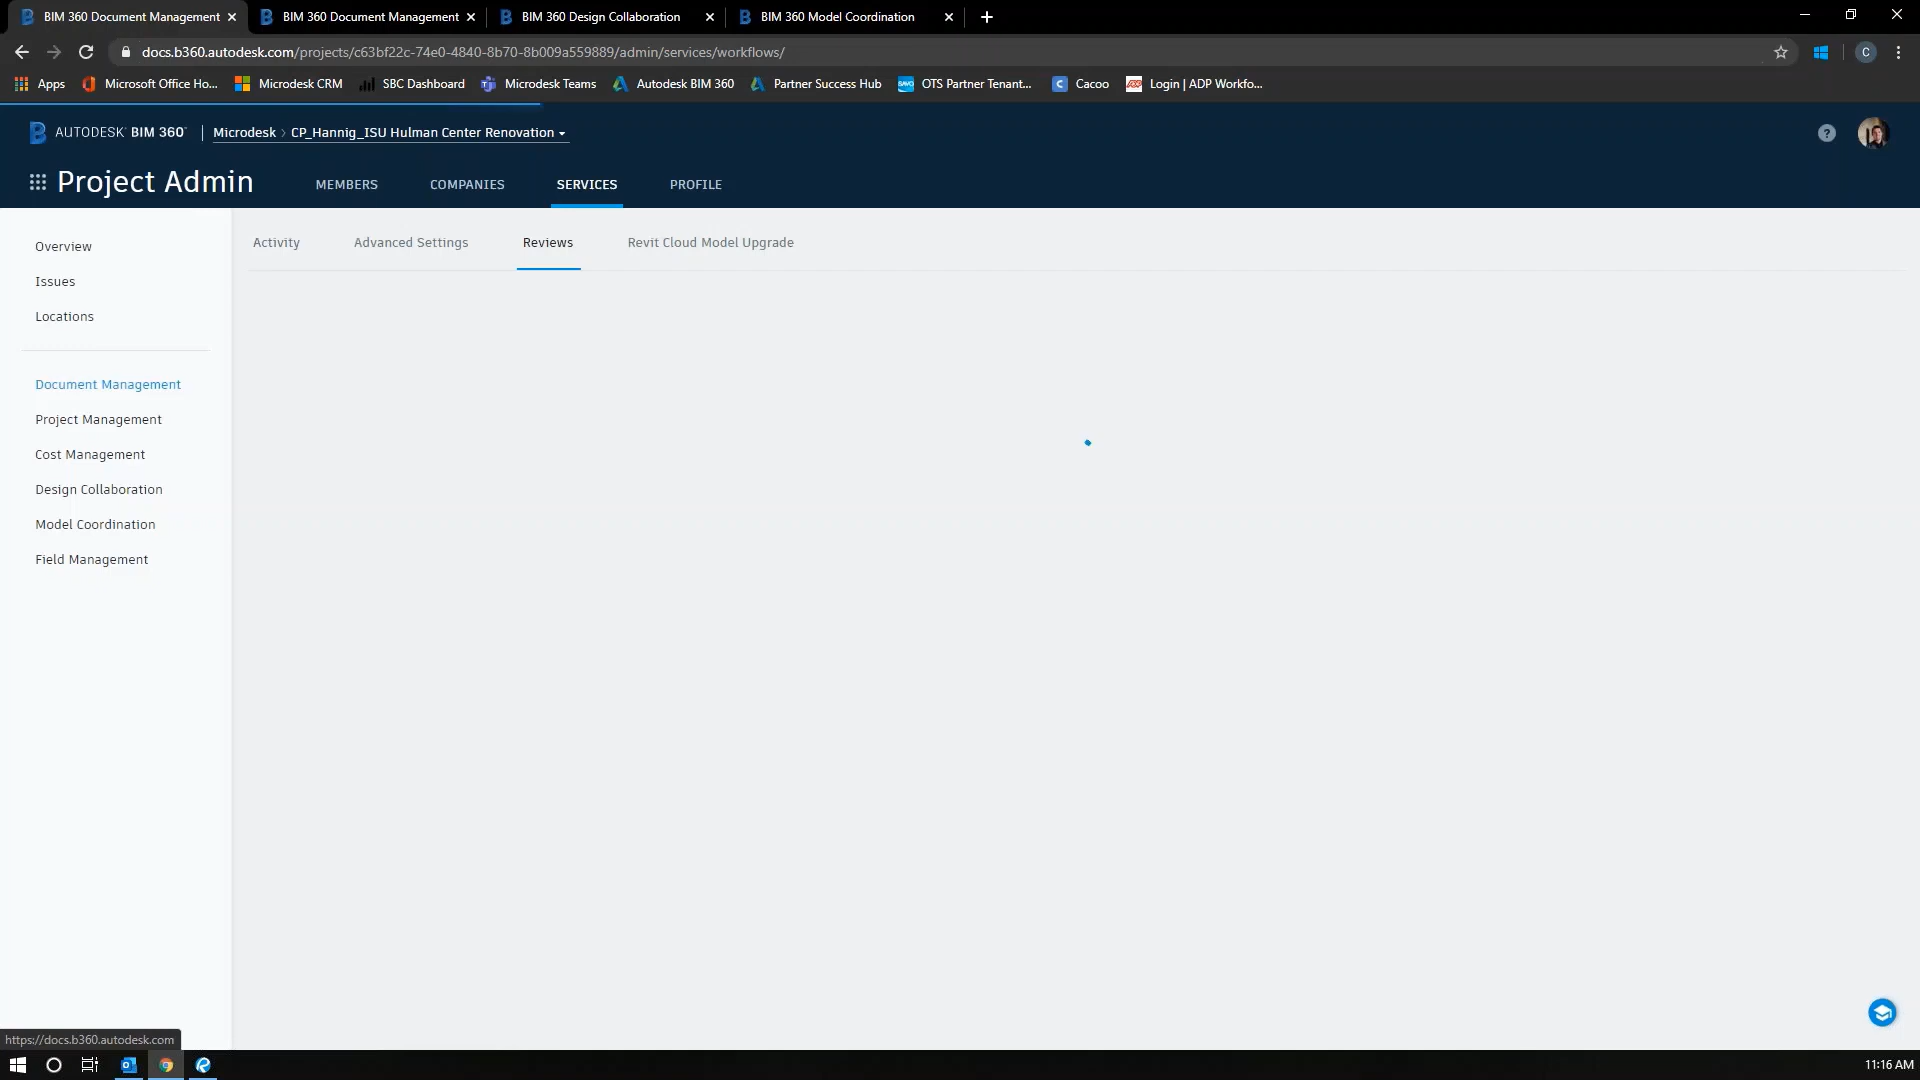 BIM 360 Document Management
BIM 360 Document Management
BIM 360 Design Collaboration
BIM 360 Model Coordination
docs.b360.autodesk.com/projects/c63bf22c-74e0-4840-8b70-8b009a559889/admin/services/workflows/
C
Apps
Microsoft Office Ho...
Microdesk CRM
SBC Dashboard
Microdesk Teams
Autodesk BIM 360
Partner Success Hub
SAVO
OTS Partner Tenant...
C
Cacoo
Login | ADP Workfo...
AUTODESK BIM 360
Microdesk > CP_Hannig_ISU Hulman Center Renovation
?
Project Admin
MEMBERS
COMPANIES
SERVICES
PROFILE
Activity
Advanced Settings
Reviews
Revit Cloud Model Upgrade
Overview
Issues
Locations
Document Management
Project Management
Cost Management
Design Collaboration
Model Coordination
Field Management
https://docs.b360.autodesk.com
11:16 AM